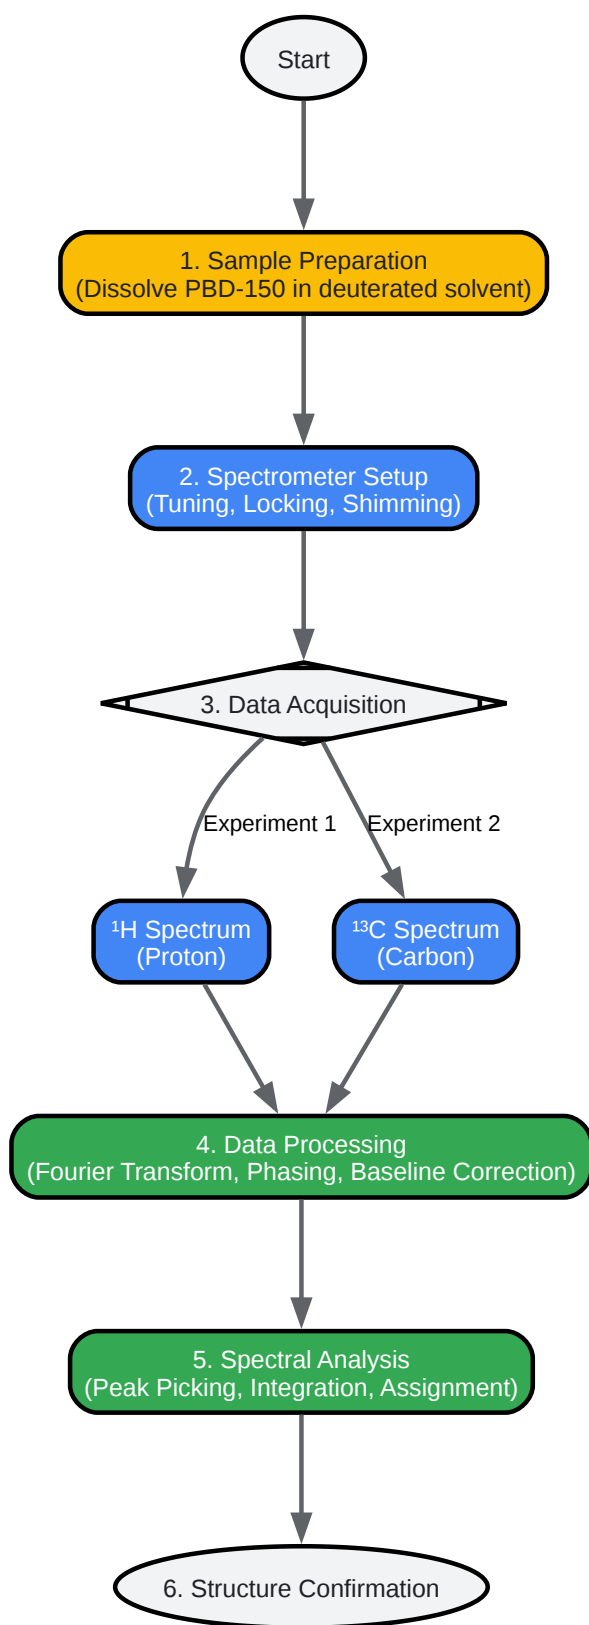 Start
1. Sample Preparation
(Dissolve PBD-150 in deuterated solvent)
2. Spectrometer Setup
(Tuning, Locking, Shimming)
3. Data Acquisition
Experiment 1
Experiment 2
¹H Spectrum
(Proton)
¹³C Spectrum
(Carbon)
4. Data Processing
(Fourier Transform, Phasing, Baseline Correction)
5. Spectral Analysis
(Peak Picking, Integration, Assignment)
6. Structure Confirmation